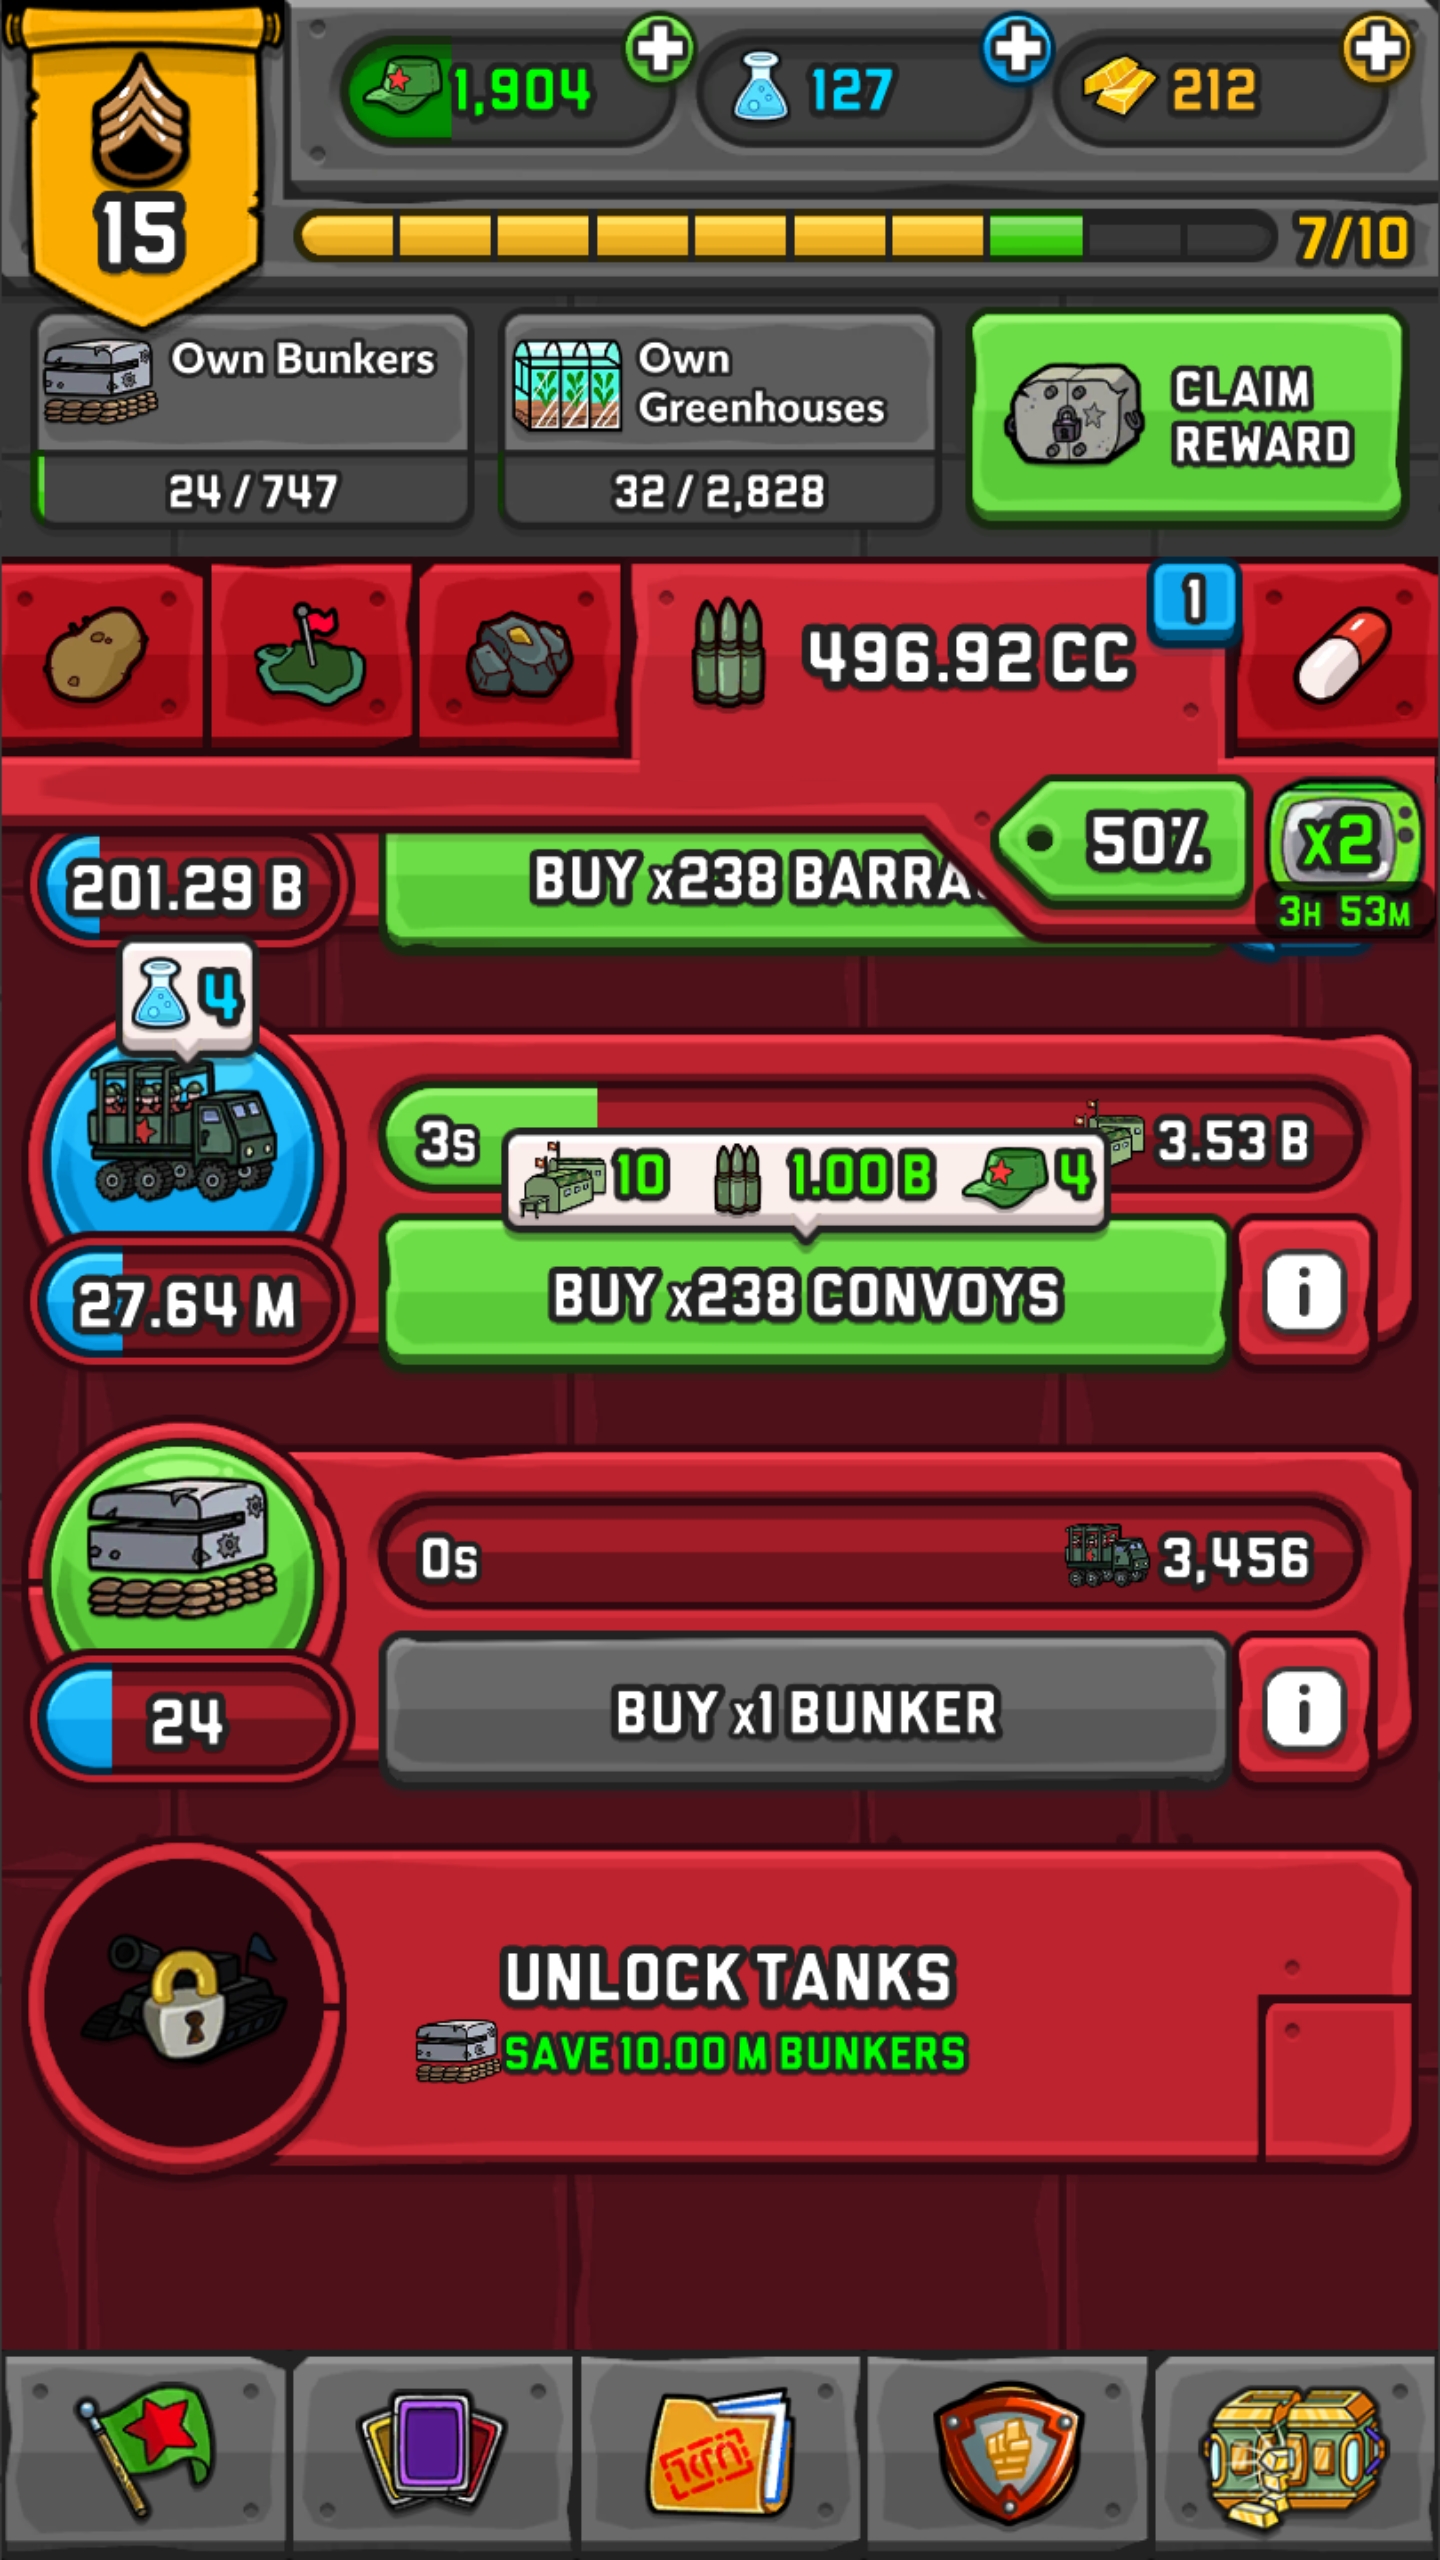 1,904
127
212
15
7/10
Own Bunkers
24 / 747
Own
Greenhouses
32 / 2,828
CLAIM
REWARD
496.92 CC
1
50%
x2
3H 53M
201.29 B
BUY x238 BARRA
4
3s
3.53 B
10
1.00 B
4
27.64 M
BUY x238 CONVOYS
i
0s
3,456
24
BUY x1 BUNKER
i
UNLOCK TANKS
SAVE 10.00 M BUNKERS